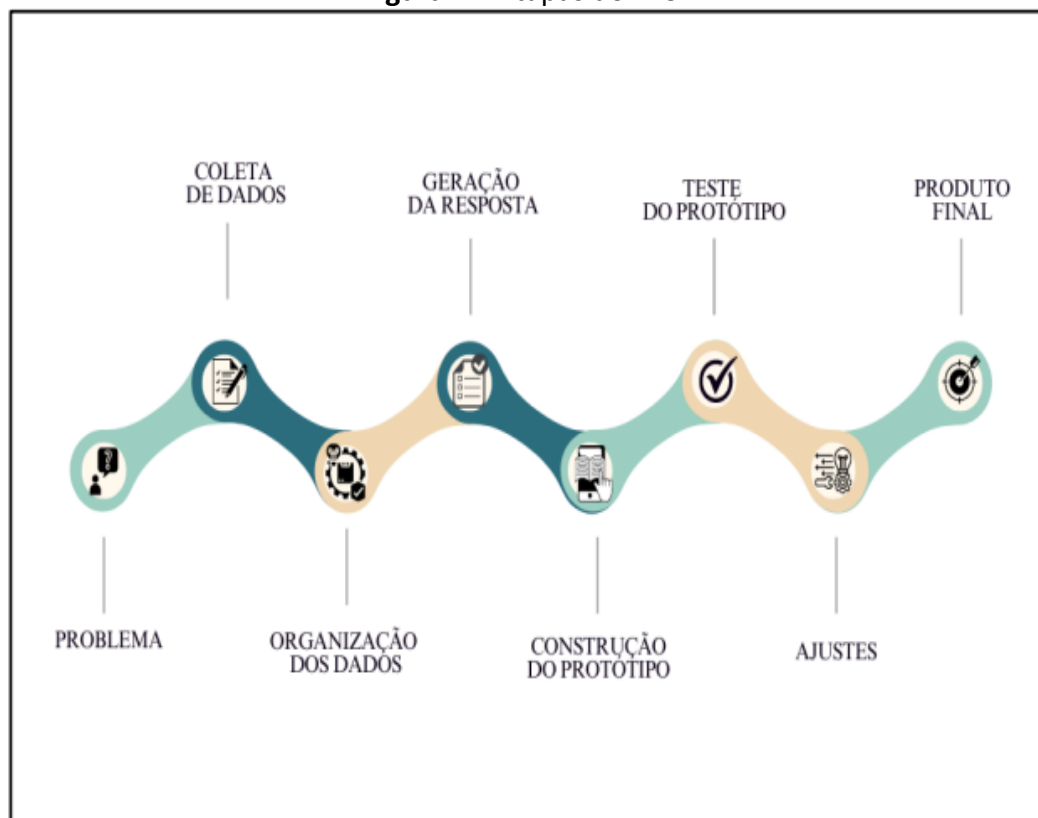 COLETA
DE DADOS
GERAÇÃO
DA RESPOSTA
TESTE
DO PROTÓTIPO
PRODUTO
FINAL
PROBLEMA
ORGANIZAÇÃO
DOS DADOS
CONSTRUÇÃO
DO PROTÓTIPO
AJUSTES